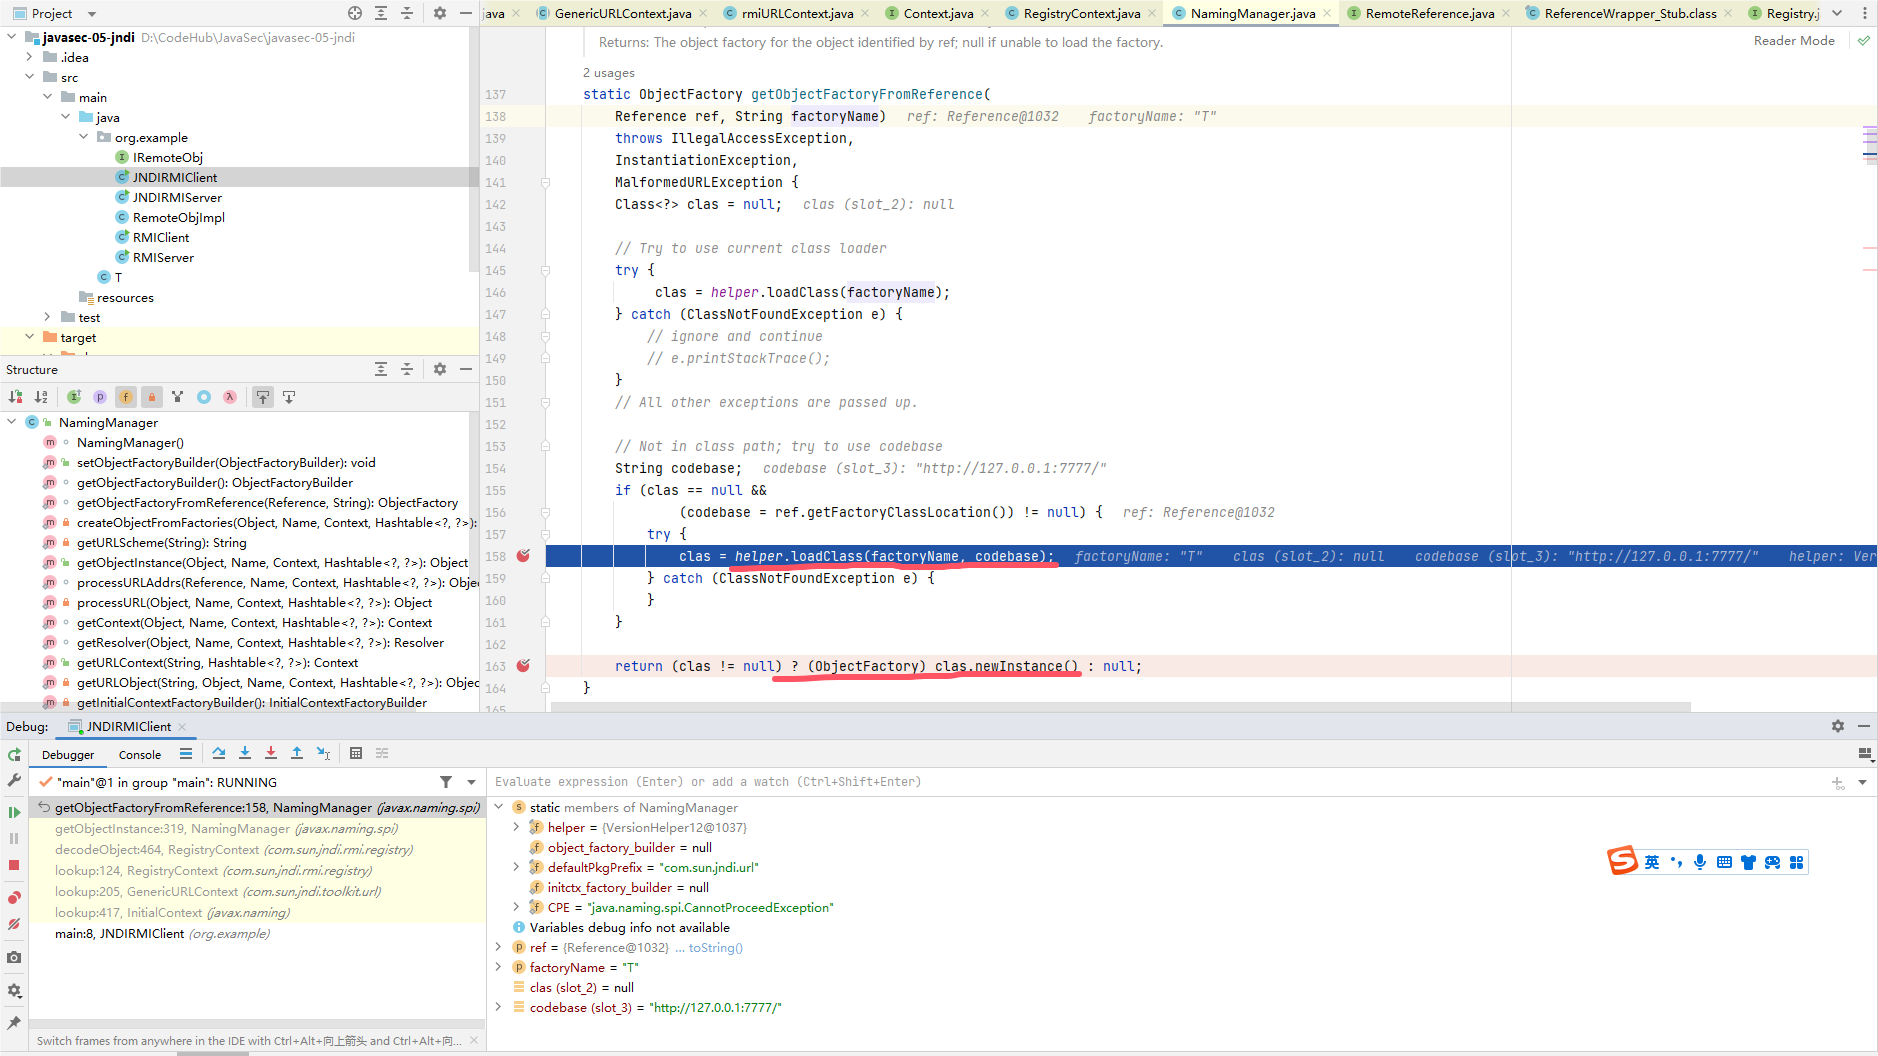 Project
javasec-05-jndi D:\CodeHub\JavaSec\javasec-05-jndi
.idea
src
main
java
org.example
IRemoteObj
JNDIRMIClient
JNDIRMIServer
RemoteObjImpl
RMIClient
RMIServer
T
resources
test
target
Structure
NamingManager
NamingManager()
setObjectFactoryBuilder(ObjectFactoryBuilder): void
getObjectFactoryBuilder(): ObjectFactoryBuilder
getObjectFactoryFromReference(Reference, String): ObjectFactory
createObjectFromFactories(Object, Name, Context, Hashtable<?, ?>):
getURLScheme(String): String
getObjectInstance(Object, Name, Context, Hashtable<?, ?>): Object
processURLAddrs(Reference, Name, Context, Hashtable<?, ?>): Obje
processURL(Object, Name, Context, Hashtable<?, ?>): Object
getContext(Object, Name, Context, Hashtable<?, ?>): Context
getResolver(Object, Name, Context, Hashtable<?, ?>): Resolver
getURLContext(String, Hashtable<?, ?>): Context
getURLObject(String, Object, Name, Context, Hashtable<?, ?>): Objec
getInitialContextFactoryBuilder(): InitialContextFactoryBuilder
java GenericURLContext.java rmiURLContext.java Context.java RegistryContext.java NamingManager.java RemoteReference.java ReferenceWrapper_Stub.class Registry.j
Returns: The object factory for the object identified by ref; null if unable to load the factory.
Reader Mode
2 usages
137 static ObjectFactory getObjectFactoryFromReference(
138 Reference ref, String factoryName) ref: Reference@1032 factoryName: "T"
139 throws IllegalAccessException,
140 InstantiationException,
141 MalformedURLException {
142 Class<?> clas = null; clas (slot_2): null
143
144 // Try to use current class loader
145 try {
146 clas = helper.loadClass(factoryName);
147 } catch (ClassNotFoundException e) {
148 // ignore and continue
149 // e.printStackTrace();
150 }
151 // All other exceptions are passed up.
152
153 // Not in class path; try to use codebase
154 String codebase; codebase (slot_3): "http://127.0.0.1:7777/"
155 if (clas == null &&
156 (codebase = ref.getFactoryClassLocation()) != null) { ref: Reference@1032
157 try {
158 clas = helper.loadClass(factoryName, codebase); factoryName: "T" clas (slot_2): null codebase (slot_3): "http://127.0.0.1:7777/" helper: Ver
159 } catch (ClassNotFoundException e) {
160 }
161 }
162
163 return (clas != null) ? (ObjectFactory) clas.newInstance() : null;
164 }
165
Debug: JNDIRMIClient
Debugger Console
"main"@1 in group "main": RUNNING
getObjectFactoryFromReference:158, NamingManager (javax.naming.spi)
getObjectInstance:319, NamingManager (javax.naming.spi)
decodeObject:464, RegistryContext (com.sun.jndi.rmi.registry)
lookup:124, RegistryContext (com.sun.jndi.rmi.registry)
lookup:205, GenericURLContext (com.sun.jndi.toolkit.url)
lookup:417, InitialContext (javax.naming)
main:8, JNDIRMIClient (org.example)
Switch frames from anywhere in the IDE with Ctrl+Alt+向上箭头 and Ctrl+Alt+向...
Evaluate expression (Enter) or add a watch (Ctrl+Shift+Enter)
static members of NamingManager
helper = {VersionHelper12@1037}
object_factory_builder = null
defaultPkgPrefix = "com.sun.jndi.url"
initctx_factory_builder = null
CPE = "java.naming.spi.CannotProceedException"
Variables debug info not available
ref = {Reference@1032} ... toString()
factoryName = "T"
clas (slot_2) = null
codebase (slot_3) = "http://127.0.0.1:7777/"
英